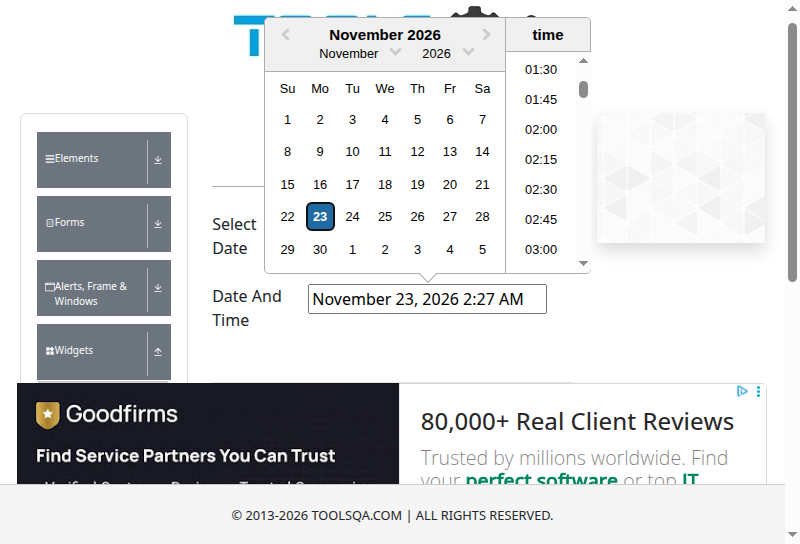 November 2026
November 2026
Su Mo Tu We Th Fr Sa
1 2 3 4 5 6 7
8 9 10 11 12 13 14
15 16 17 18 19 20 21
22 23 24 25 26 27 28
29 30 1 2 3 4 5
time
01:30
01:45
02:00
02:15
02:30
02:45
03:00
Elements
Forms
Alerts, Frame &
Windows
Widgets
Select
Date
Date And
Time
November 23, 2026 2:27 AM
Goodfirms
Find Service Partners You Can Trust
80,000+ Real Client Reviews
Trusted by millions worldwide. Find
your perfect software or top IT
© 2013-2026 TOOLSQA.COM | ALL RIGHTS RESERVED.